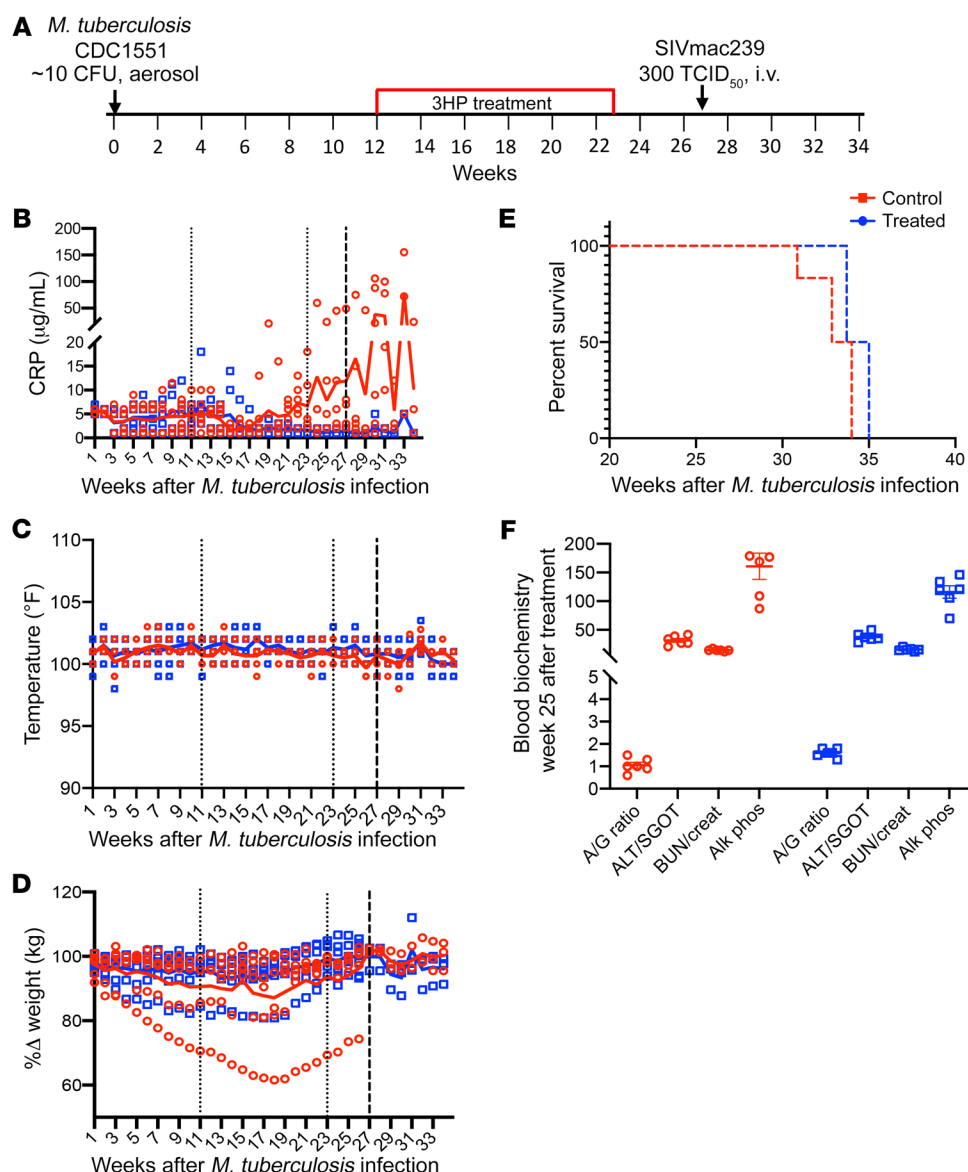 A
M. tuberculosis
CDC1551
~10 CFU, aerosol
SIVmac239
300 TCID50, i.v.
3HP treatment
0 2 4 6 8 10 12 14 16 18 20 22 24 26 28 30 32 34
Weeks
B
CRP (µg/mL)
200
150
100
50
20
15
10
5
0
1 3 5 7 9 11 13 15 17 19 21 23 25 27 29 31 33
Weeks after M. tuberculosis infection
E
Control
Treated
Percent survival
100
50
0
20 25 30 35 40
Weeks after M. tuberculosis infection
C
Temperature (°F)
110
105
100
95
90
1 3 5 7 9 11 13 15 17 19 21 23 25 27 29 31 33
Weeks after M. tuberculosis infection
F
Blood biochemistry
week 25 after treatment
200
150
100
50
5
4
3
2
1
0
A/G ratio
ALT/SGOT
BUN/creat
Alk phos
A/G ratio
ALT/SGOT
BUN/creat
Alk phos
D
%Δ weight (kg)
120
100
80
60
1 3 5 7 9 11 13 15 17 19 21 23 25 27 29 31 33
Weeks after M. tuberculosis infection